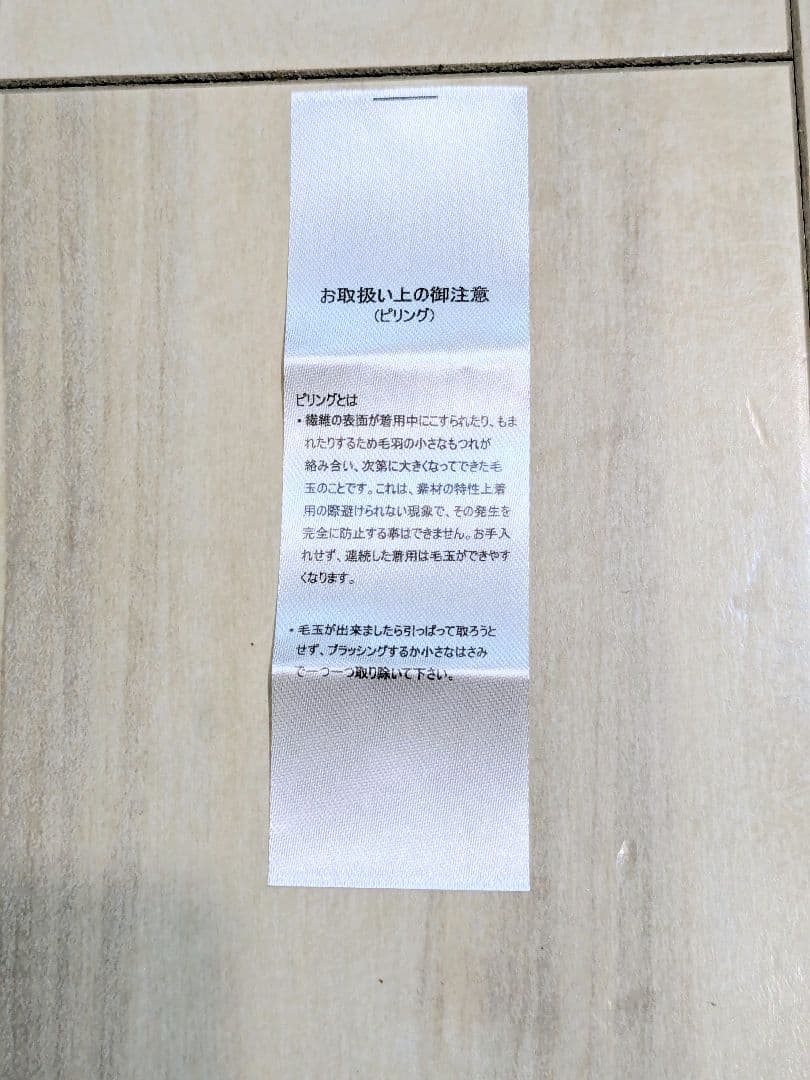 お取扱い上の御注意
(ピリング)
ピリングとは
・繊維の表面が着用中にこすられたり、もま
れたりするため毛羽の小さなもつれが
絡み合い、次第に大きくなってできた毛
玉のことです。これは、素材の特性上着
用の際避けられない現象で、その発生を
完全に防止する事はできません。お手入
れせず、連続した着用は毛玉ができやす
くなります。
・毛玉が出来ましたら引っぱって取ろうと
せず、ブラッシングするか小さなはさみ
で一つ一つ取り除いて下さい。